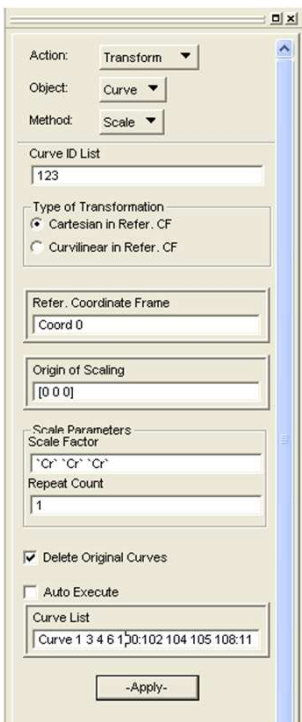 Action: Transform
Object: Curve
Method: Scale
Curve ID List
123
Type of Transformation
Cartesian in Refer. CF
Curvilinear in Refer. CF
Refer. Coordinate Frame
Coord 0
Origin of Scaling
[0 0 0]
Scale Parameters
Scale Factor
`Cr` `Cr` `Cr`
Repeat Count
1
Delete Original Curves
Auto Execute
Curve List
Curve 1 3 4 6 100:102 104 105 108:11
-Apply-